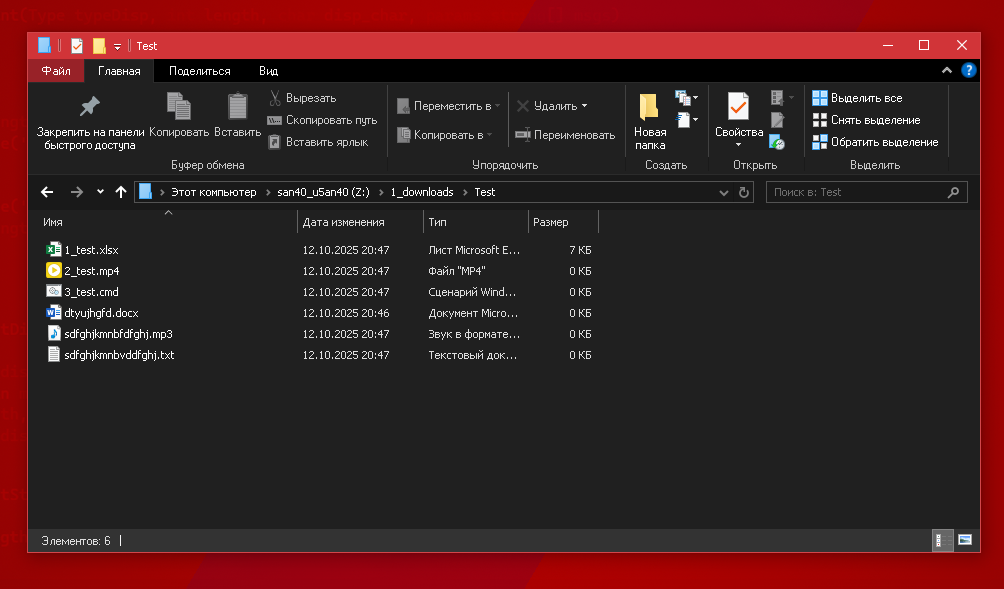 Test
Файл Главная Поделиться Вид
Закрепить на панели быстрого доступа
Копировать
Вставить
Вырезать
Скопировать путь
Вставить ярлык
Буфер обмена
Переместить в
Копировать в
Удалить
Переименовать
Упорядочить
Новая папка
Создать
Свойства
Открыть
Выделить все
Снять выделение
Обратить выделение
Выделить
Этот компьютер > san40_u5an40 (Z:) > 1_downloads > Test
Поиск в: Test
Имя Дата изменения Тип Размер
1_test.xlsx 12.10.2025 20:47 Лист Microsoft E... 7 КБ
2_test.mp4 12.10.2025 20:47 Файл "MP4" 0 КБ
3_test.cmd 12.10.2025 20:47 Сценарий Wind... 0 КБ
dtyujhgfd.docx 12.10.2025 20:46 Документ Micro... 0 КБ
sdfghjkmnbfdfghj.mp3 12.10.2025 20:47 Звук в формате... 0 КБ
sdfghjkmnbvddfghj.txt 12.10.2025 20:47 Текстовый док... 0 КБ
Элементов: 6